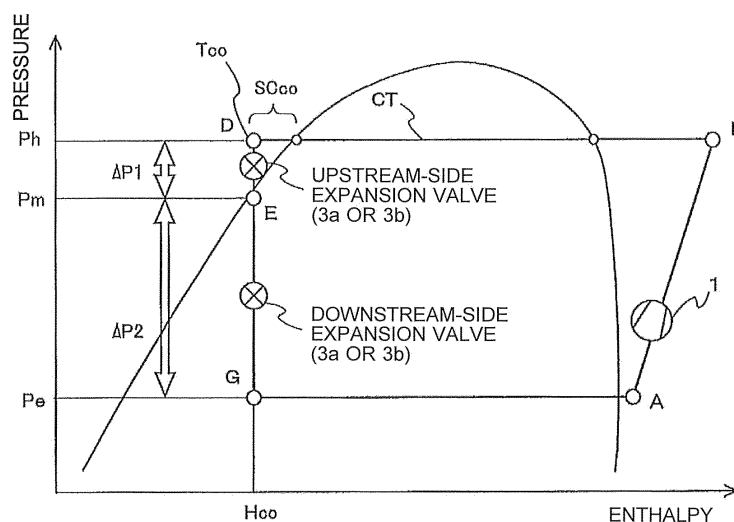 PRESSURE
Tco
SCco
D
CT
Ph
ΔP1
UPSTREAM-SIDE
EXPANSION VALVE
(3a OR 3b)
Pm
E
ΔP2
DOWNSTREAM-SIDE
EXPANSION VALVE
(3a OR 3b)
1
G
Pe
A
Hco
ENTHALPY